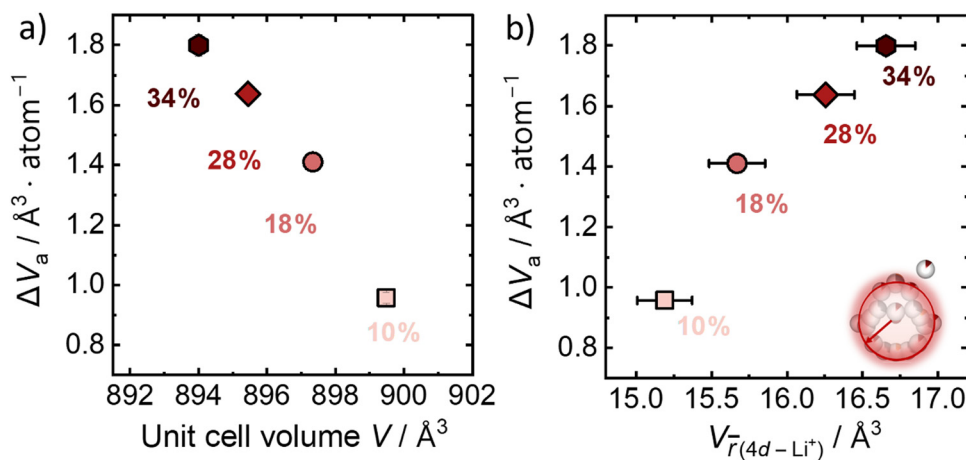 a)
ΔVₐ / Å³ · atom⁻¹
1.8
1.6
1.4
1.2
1.0
0.8
34%
28%
18%
10%
892 894 896 898 900 902
Unit cell volume V / Å³
b)
ΔVₐ / Å³ · atom⁻¹
1.8
1.6
1.4
1.2
1.0
0.8
34%
28%
18%
10%
15.0 15.5 16.0 16.5 17.0
V r̅ (4d – Li⁺) / Å³